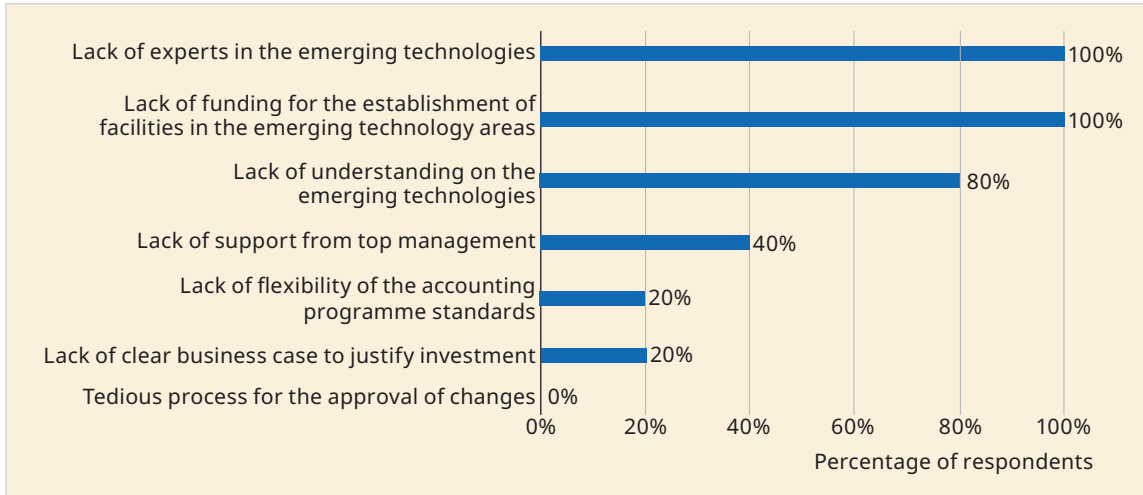 Lack of experts in the emerging technologies
100%
Lack of funding for the establishment of
facilities in the emerging technology areas
100%
Lack of understanding on the
emerging technologies
80%
Lack of support from top management
40%
Lack of flexibility of the accounting
programme standards
20%
Lack of clear business case to justify investment
20%
Tedious process for the approval of changes
0%
0% 20% 40% 60% 80% 100%
Percentage of respondents